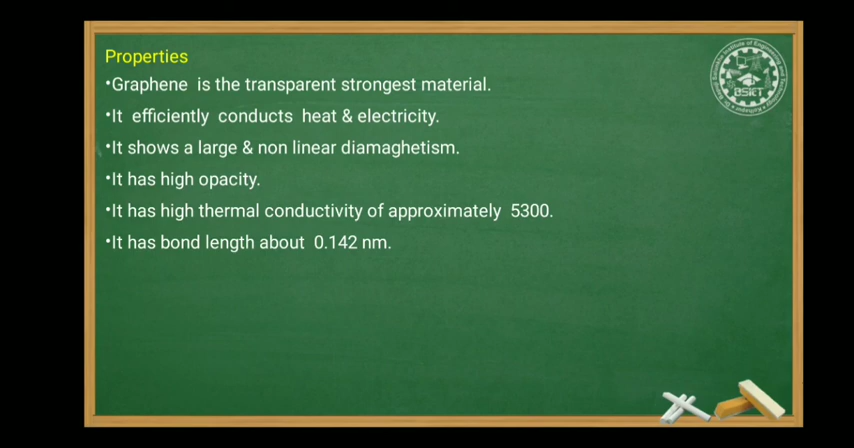 Properties
•Graphene is the transparent strongest material.
•It efficiently conducts heat & electricity.
•It shows a large & non linear diamaghetism.
•It has high opacity.
•It has high thermal conductivity of approximately 5300.
•It has bond length about 0.142 nm.
BSIET